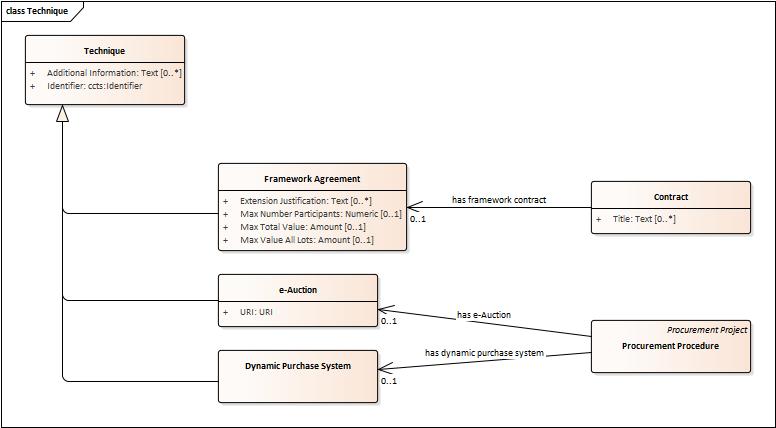 class Technique
Technique
+ Additional Information: Text [0..*]
+ Identifier: ccts:Identifier
Framework Agreement
+ Extension Justification: Text [0..*]
+ Max Number Participants: Numeric [0..1]
+ Max Total Value: Amount [0..1]
+ Max Value All Lots: Amount [0..1]
has framework contract
0..1
Contract
+ Title: Text [0..*]
e-Auction
+ URI: URI
has e-Auction
0..1
Procurement Project
Procurement Procedure
Dynamic Purchase System
has dynamic purchase system
0..1